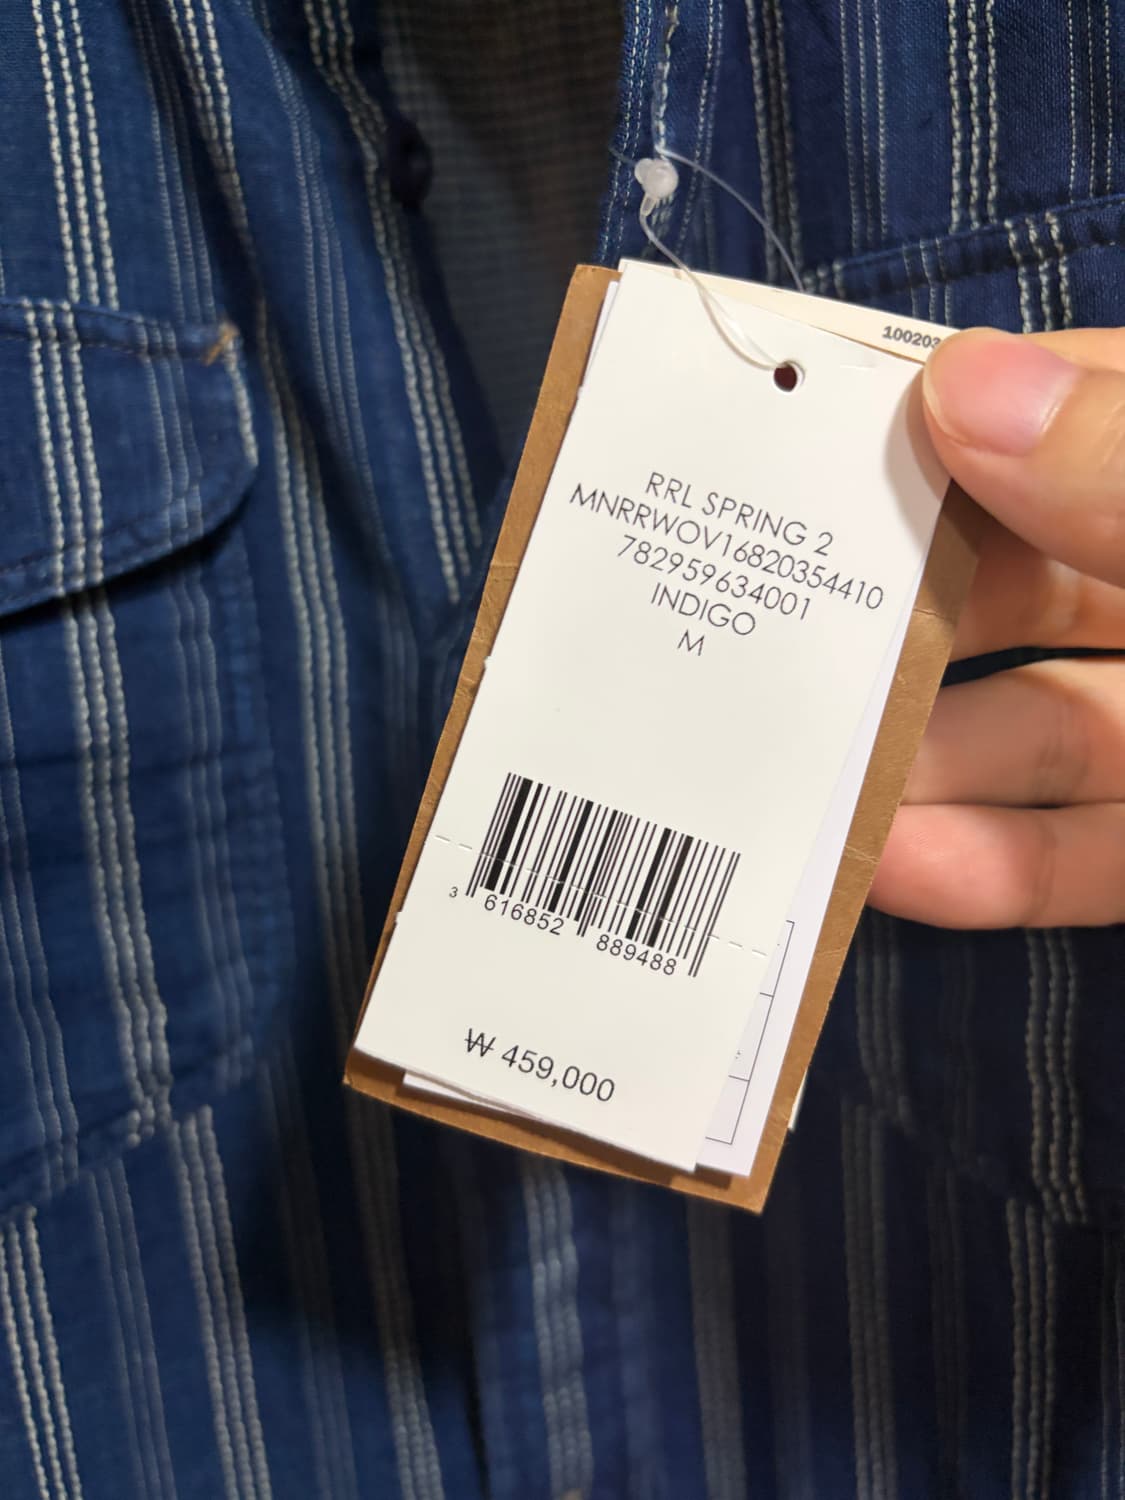 100203
RRL SPRING 2
MNRRWOV16820354410
782959634001
INDIGO
M
3 616852 889488
₩ 459,000